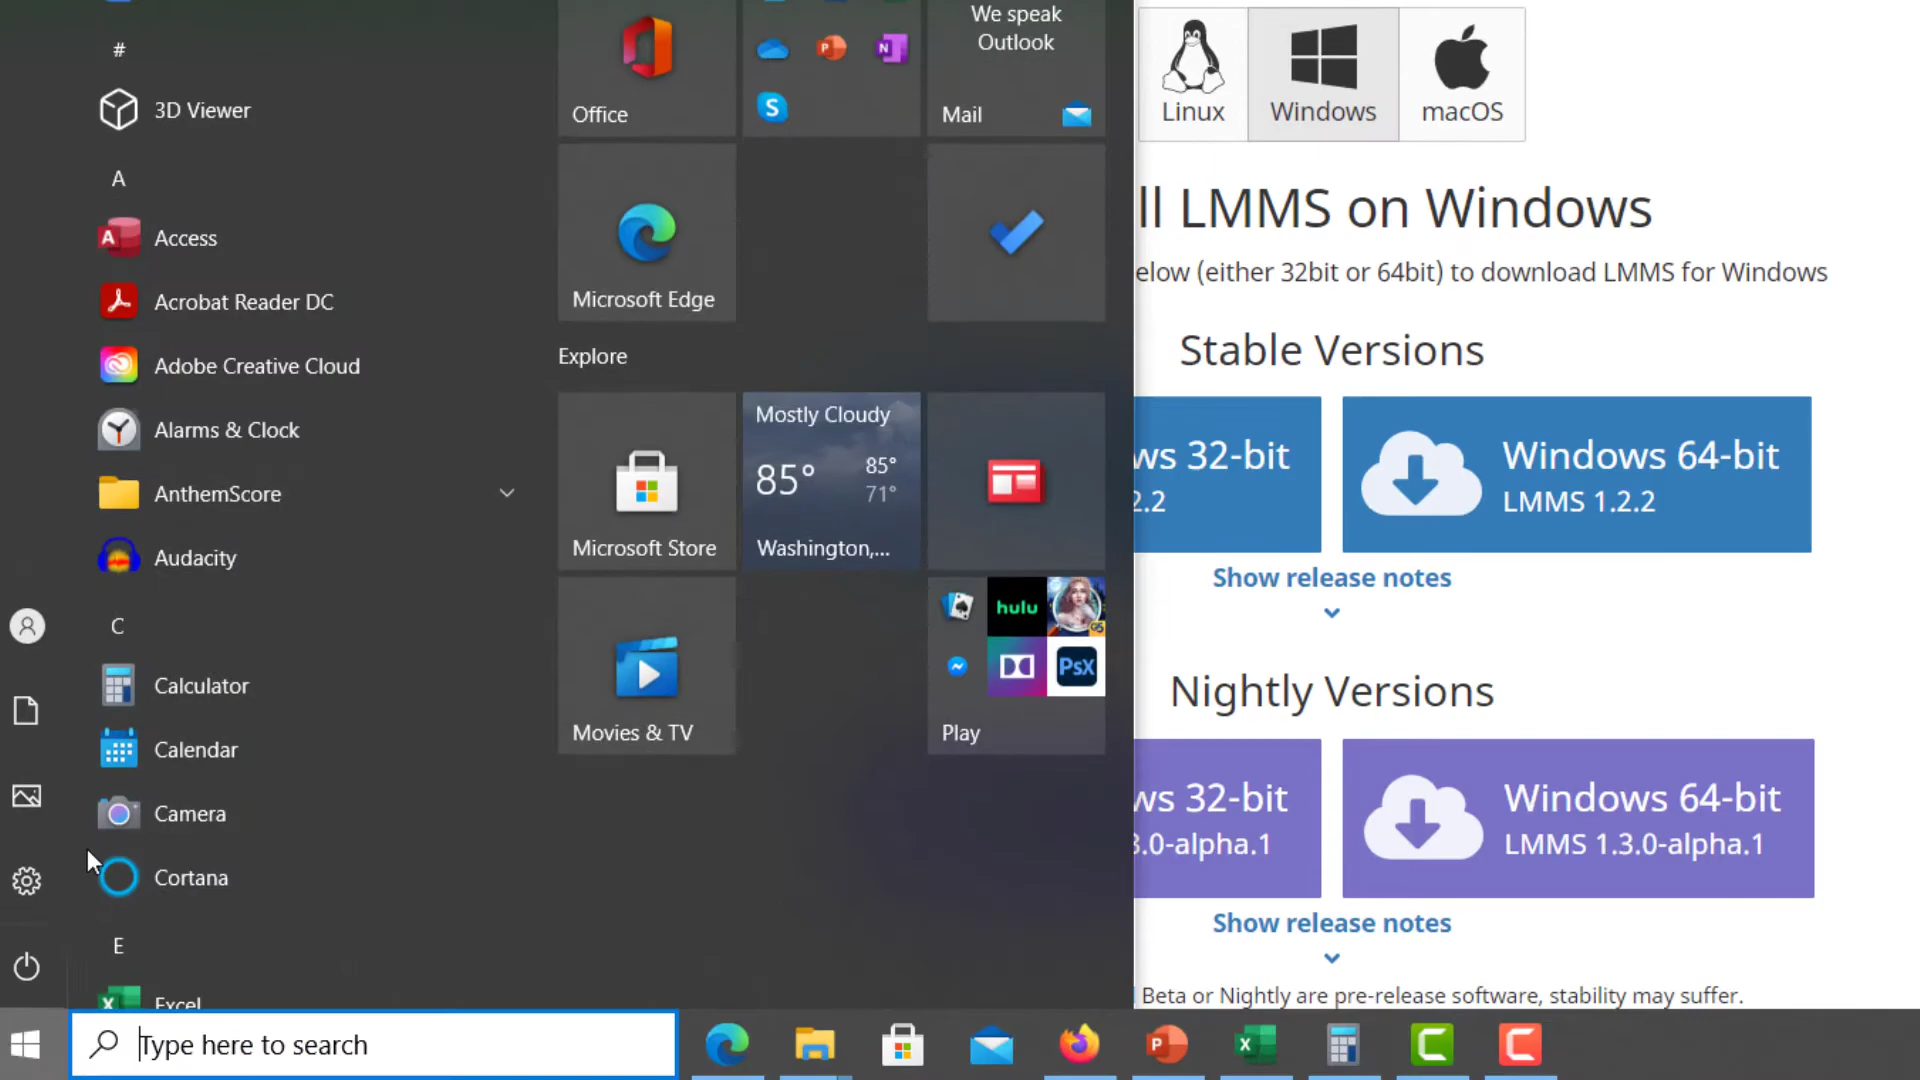 #
3D Viewer
A
Access
Acrobat Reader DC
Adobe Creative Cloud
Alarms & Clock
AnthemScore
Audacity
C
Calculator
Calendar
Camera
Cortana
E
Excel
Type here to search
Office
We speak
Outlook
Mail
Microsoft Edge
Explore
Microsoft Store
Mostly Cloudy
85°
85°
71°
Washington,...
Movies & TV
hulu
PsX
Play
Linux
Windows
macOS
ll LMMS on Windows
elow (either 32bit or 64bit) to download LMMS for Windows
Stable Versions
ws 32-bit
2.2
Windows 64-bit
LMMS 1.2.2
Show release notes
Nightly Versions
ws 32-bit
3.0-alpha.1
Windows 64-bit
LMMS 1.3.0-alpha.1
Show release notes
Beta or Nightly are pre-release software, stability may suffer.